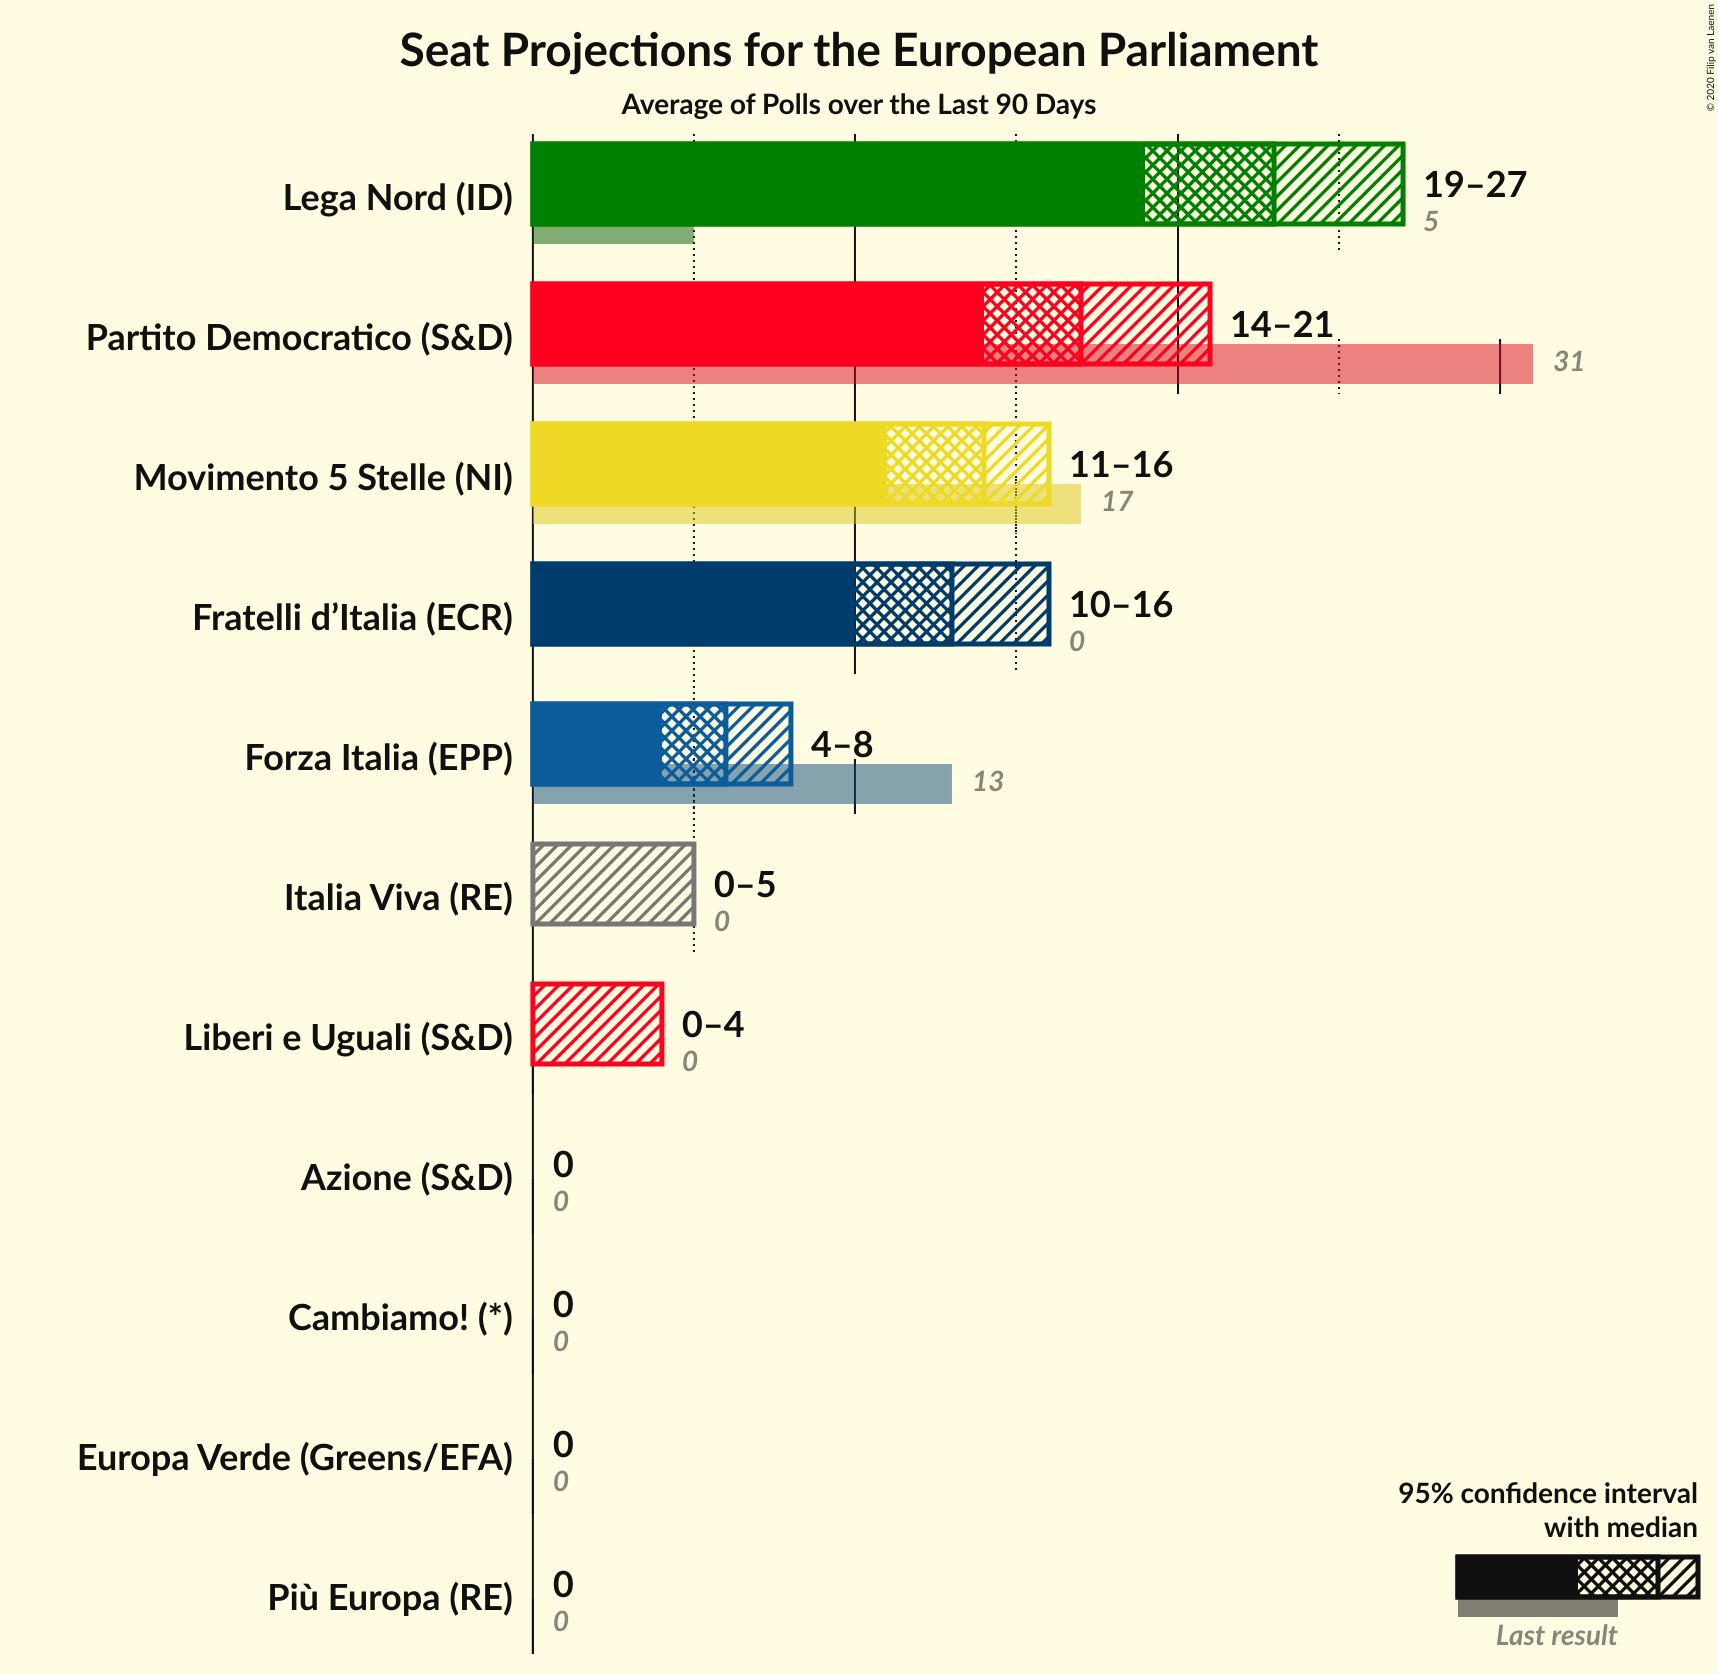 Seat Projections for the European Parliament
Average of Polls over the Last 90 Days
© 2020 Filip van Laenen
Lega Nord (ID)
19–27
5
Partito Democratico (S&D)
14–21
31
Movimento 5 Stelle (NI)
11–16
17
Fratelli d’Italia (ECR)
10–16
0
Forza Italia (EPP)
4–8
13
Italia Viva (RE)
0–5
0
Liberi e Uguali (S&D)
0–4
0
Azione (S&D)
0
0
Cambiamo! (*)
0
0
Europa Verde (Greens/EFA)
0
0
Più Europa (RE)
0
0
95% confidence interval
with median
Last result